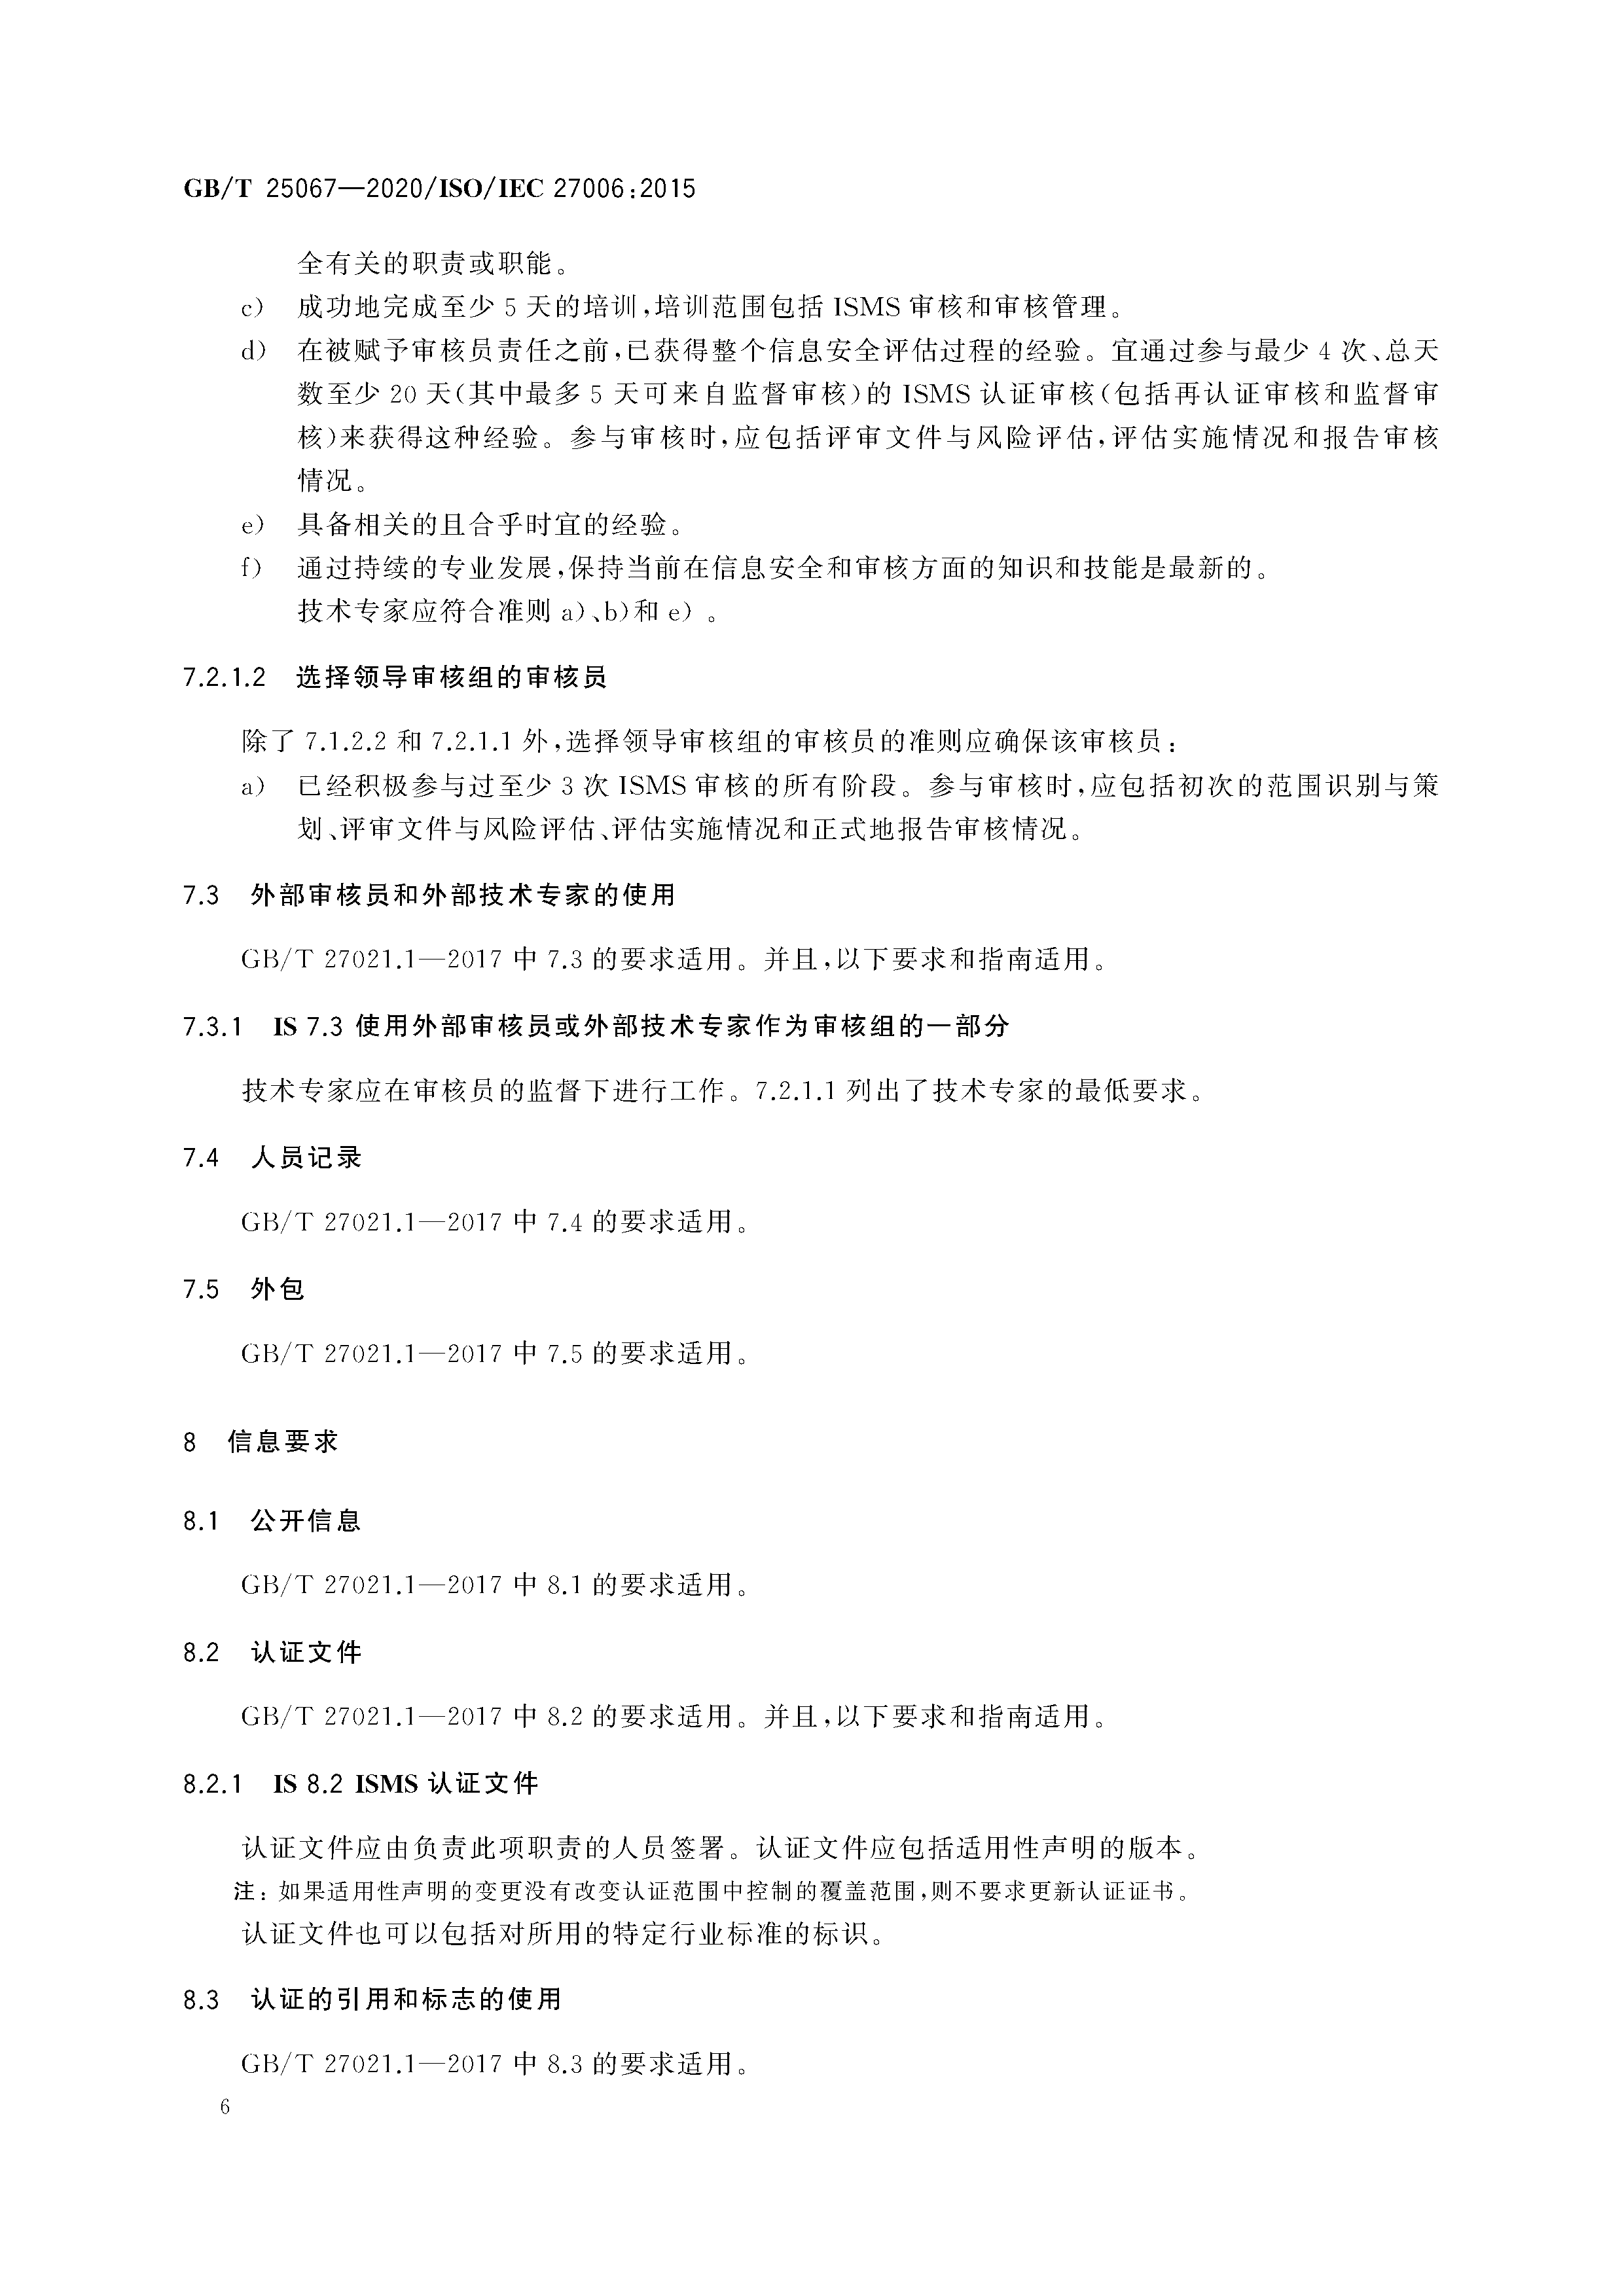 GB/T 25067—2020/ISO/IEC 27006:2015
全有关的职责或职能。
c) 成功地完成至少 5 天的培训,培训范围包括 ISMS 审核和审核管理。
d) 在被赋予审核员责任之前,已获得整个信息安全评估过程的经验。宜通过参与最少 4 次、总天
数至少 20 天(其中最多 5 天可来自监督审核)的 ISMS 认证审核(包括再认证审核和监督审
核)来获得这种经验。参与审核时,应包括评审文件与风险评估,评估实施情况和报告审核
情况。
e) 具备相关的且合乎时宜的经验。
f) 通过持续的专业发展,保持当前在信息安全和审核方面的知识和技能是最新的。
技术专家应符合准则 a)、b)和 e)。
7.2.1.2 选择领导审核组的审核员
除了 7.1.2.2 和 7.2.1.1 外,选择领导审核组的审核员的准则应确保该审核员:
a) 已经积极参与过至少 3 次 ISMS 审核的所有阶段。参与审核时,应包括初次的范围识别与策
划、评审文件与风险评估、评估实施情况和正式地报告审核情况。
7.3 外部审核员和外部技术专家的使用
GB/T 27021.1—2017 中 7.3 的要求适用。并且,以下要求和指南适用。
7.3.1 IS 7.3 使用外部审核员或外部技术专家作为审核组的一部分
技术专家应在审核员的监督下进行工作。7.2.1.1 列出了技术专家的最低要求。
7.4 人员记录
GB/T 27021.1—2017 中 7.4 的要求适用。
7.5 外包
GB/T 27021.1—2017 中 7.5 的要求适用。
8 信息要求
8.1 公开信息
GB/T 27021.1—2017 中 8.1 的要求适用。
8.2 认证文件
GB/T 27021.1—2017 中 8.2 的要求适用。并且,以下要求和指南适用。
8.2.1 IS 8.2 ISMS 认证文件
认证文件应由负责此项职责的人员签署。认证文件应包括适用性声明的版本。
注:如果适用性声明的变更没有改变认证范围中控制的覆盖范围,则不要求更新认证证书。
认证文件也可以包括对所用的特定行业标准的标识。
8.3 认证的引用和标志的使用
GB/T 27021.1—2017 中 8.3 的要求适用。
6